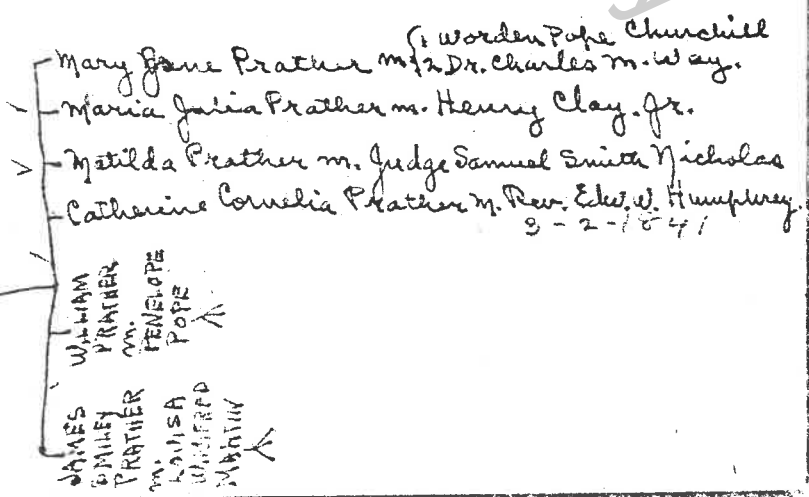 Mary Jane Prather m. { 1 Worden Pope Churchill
2 Dr. Charles M. Way.
Maria Julia Prather m. Henry Clay. Jr.
Matilda Prather m. Judge Samuel Smith Nicholas
Catherine Cornelia Prather m. Rev. Edw. W. Humphrey.
3-2-1841
WILLIAM
PRATHER
m.
PENELOPE
POPE
JAMES
SMILEY
PRATHER
m.
LOUISA
MARTIN